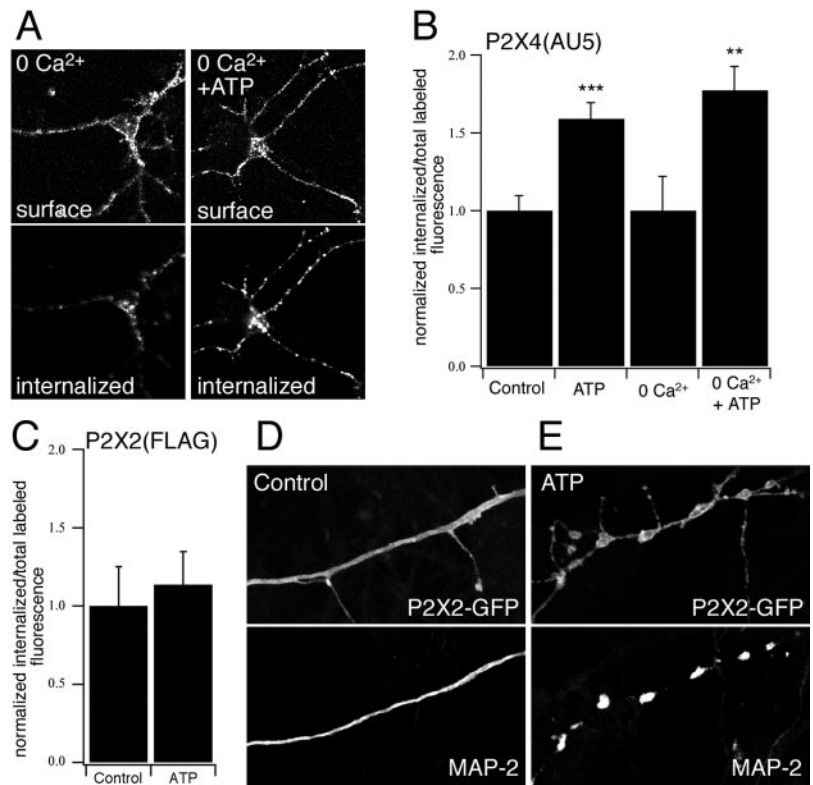 A
0 Ca²⁺
surface
internalized
0 Ca²⁺
+ATP
surface
internalized
B
P2X4(AU5)
normalized internalized/total labeled
fluorescence
2.0
1.5
1.0
0.5
0.0
***
**
Control
ATP
0 Ca²⁺
0 Ca²⁺
+ ATP
C
P2X2(FLAG)
normalized internalized/total labeled
fluorescence
2.0
1.5
1.0
0.5
0.0
Control
ATP
D
Control
P2X2-GFP
MAP-2
E
ATP
P2X2-GFP
MAP-2